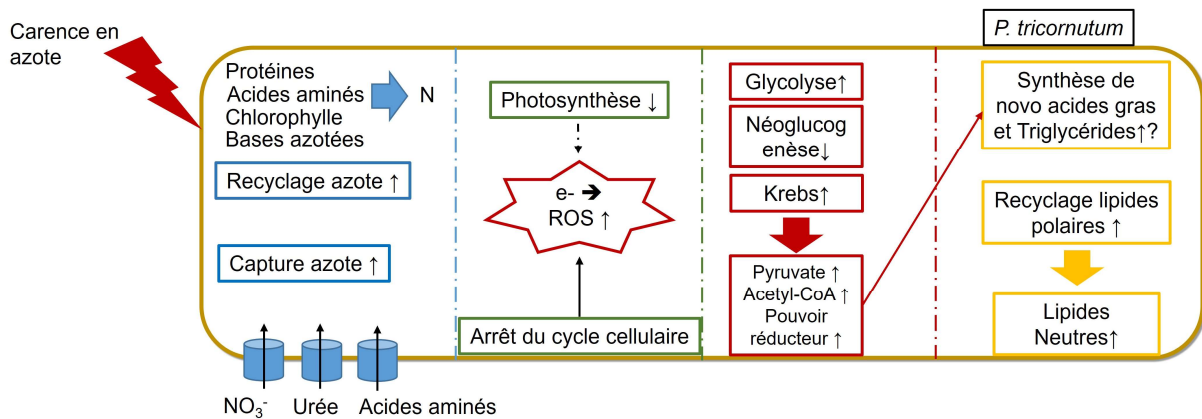 Carence en
azote
P. tricornutum
Protéines
Acides aminés
Chlorophylle
Bases azotées
N
Recyclage azote ↑
Capture azote ↑
NO₃⁻
Urée
Acides aminés
Photosynthèse ↓
e- ➔
ROS ↑
Arrêt du cycle cellulaire
Glycolyse↑
Néoglucog
enèse↓
Krebs↑
Pyruvate ↑
Acetyl-CoA ↑
Pouvoir
réducteur ↑
Synthèse de
novo acides gras
et Triglycérides↑?
Recyclage lipides
polaires ↑
Lipides
Neutres↑